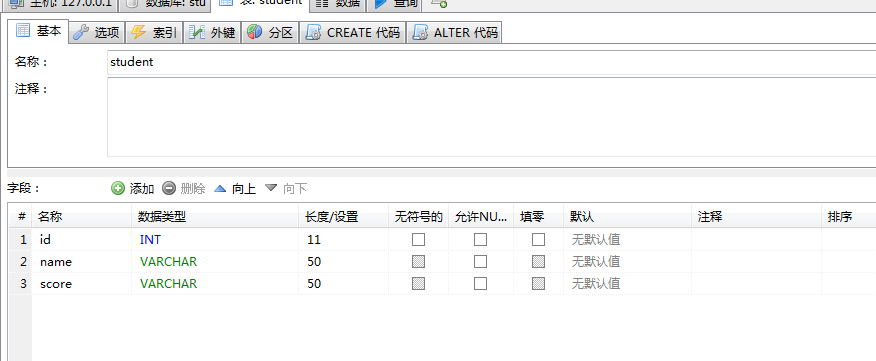 主机: 127.0.0.1 数据库: stu 表: student 数据 查询
基本 选项 索引 外键 分区 CREATE 代码 ALTER 代码
名称： student
注释：
字段： 添加 删除 向上 向下
# 名称 数据类型 长度/设置 无符号的 允许NU... 填零 默认 注释 排序
1 id INT 11 无默认值
2 name VARCHAR 50 无默认值
3 score VARCHAR 50 无默认值